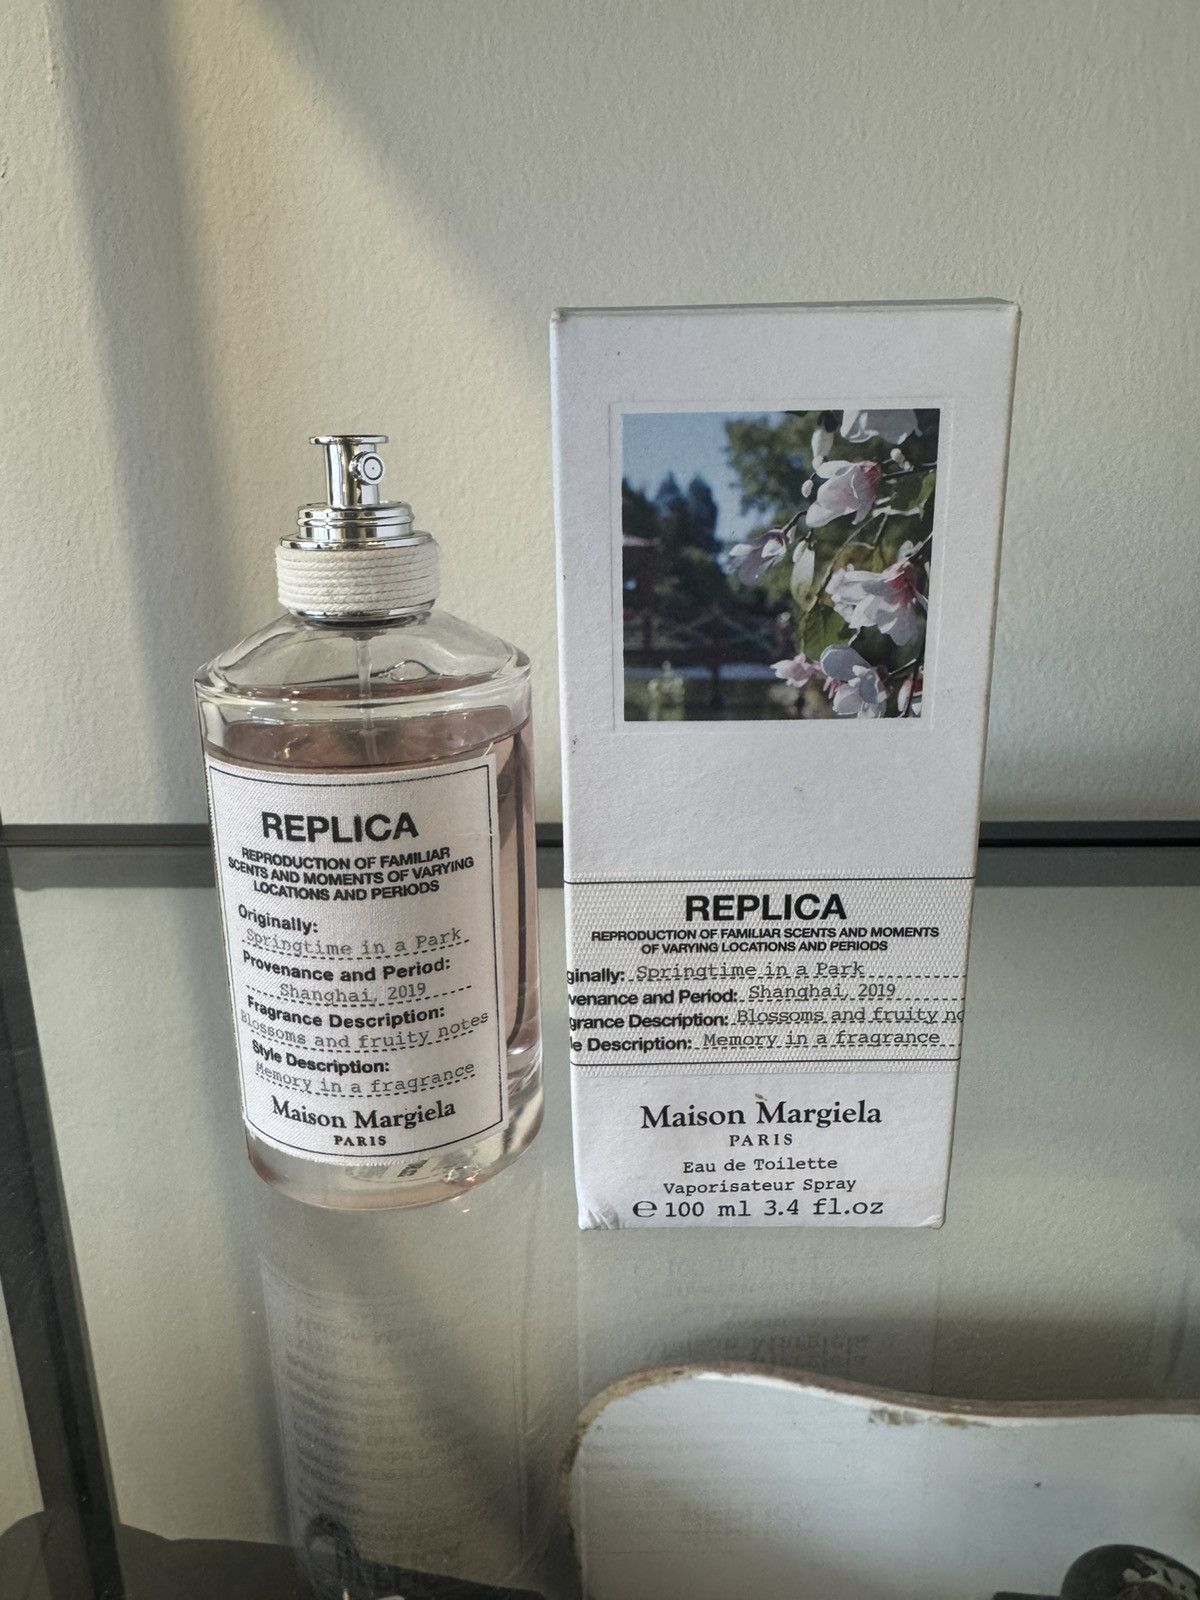 REPLICA
REPRODUCTION OF FAMILIAR
SCENTS AND MOMENTS OF VARYING
LOCATIONS AND PERIODS
Originally:
Springtime in a Park
Provenance and Period:
Shanghai, 2019
Fragrance Description:
Blossoms and fruity notes
Style Description:
Memory in a fragrance
Maison Margiela
PARIS
REPLICA
REPRODUCTION OF FAMILIAR SCENTS AND MOMENTS
OF VARYING LOCATIONS AND PERIODS
ginally: Springtime in a Park
venance and Period: Shanghai, 2019
grance Description: Blossoms and fruity no
le Description: Memory in a fragrance
Maison Margiela
PARIS
Eau de Toilette
Vaporisateur Spray
℮ 100 ml 3.4 fl.oz